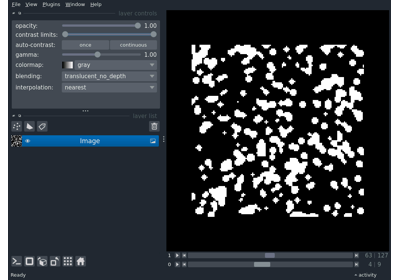 File View Plugins Window Help
layer controls
opacity: 1.00
contrast limits:
auto-contrast: once continuous
gamma: 1.00
colormap: gray
blending: translucent_no_depth
interpolation: nearest
layer list
Image
1 63 / 127
0 4 / 9
Ready activity